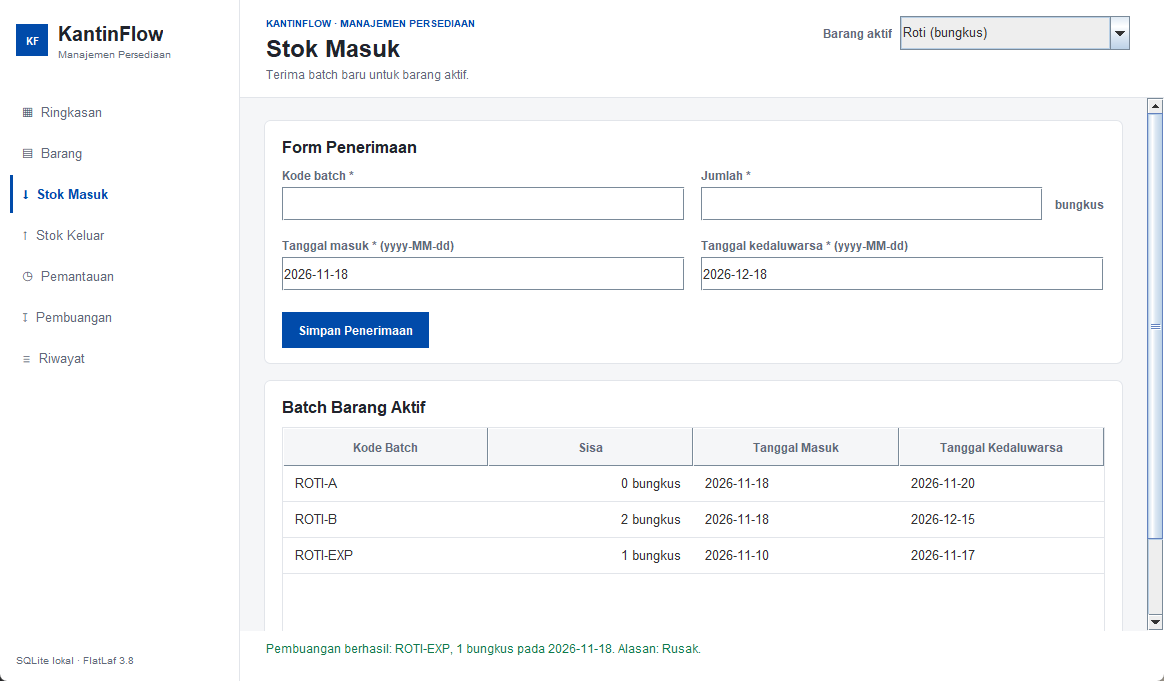 KF
KantinFlow
Manajemen Persediaan
Ringkasan
Barang
Stok Masuk
Stok Keluar
Pemantauan
Pembuangan
Riwayat
SQLite lokal · FlatLaf 3.8
KANTINFLOW · MANAJEMEN PERSEDIAAN
Stok Masuk
Terima batch baru untuk barang aktif.
Barang aktif Roti (bungkus)
Form Penerimaan
Kode batch * Jumlah *
bungkus
Tanggal masuk * (yyyy-MM-dd) Tanggal kedaluwarsa * (yyyy-MM-dd)
2026-11-18 2026-12-18
Simpan Penerimaan
Batch Barang Aktif
Kode Batch Sisa Tanggal Masuk Tanggal Kedaluwarsa
ROTI-A 0 bungkus 2026-11-18 2026-11-20
ROTI-B 2 bungkus 2026-11-18 2026-12-15
ROTI-EXP 1 bungkus 2026-11-10 2026-11-17
Pembuangan berhasil: ROTI-EXP, 1 bungkus pada 2026-11-18. Alasan: Rusak.